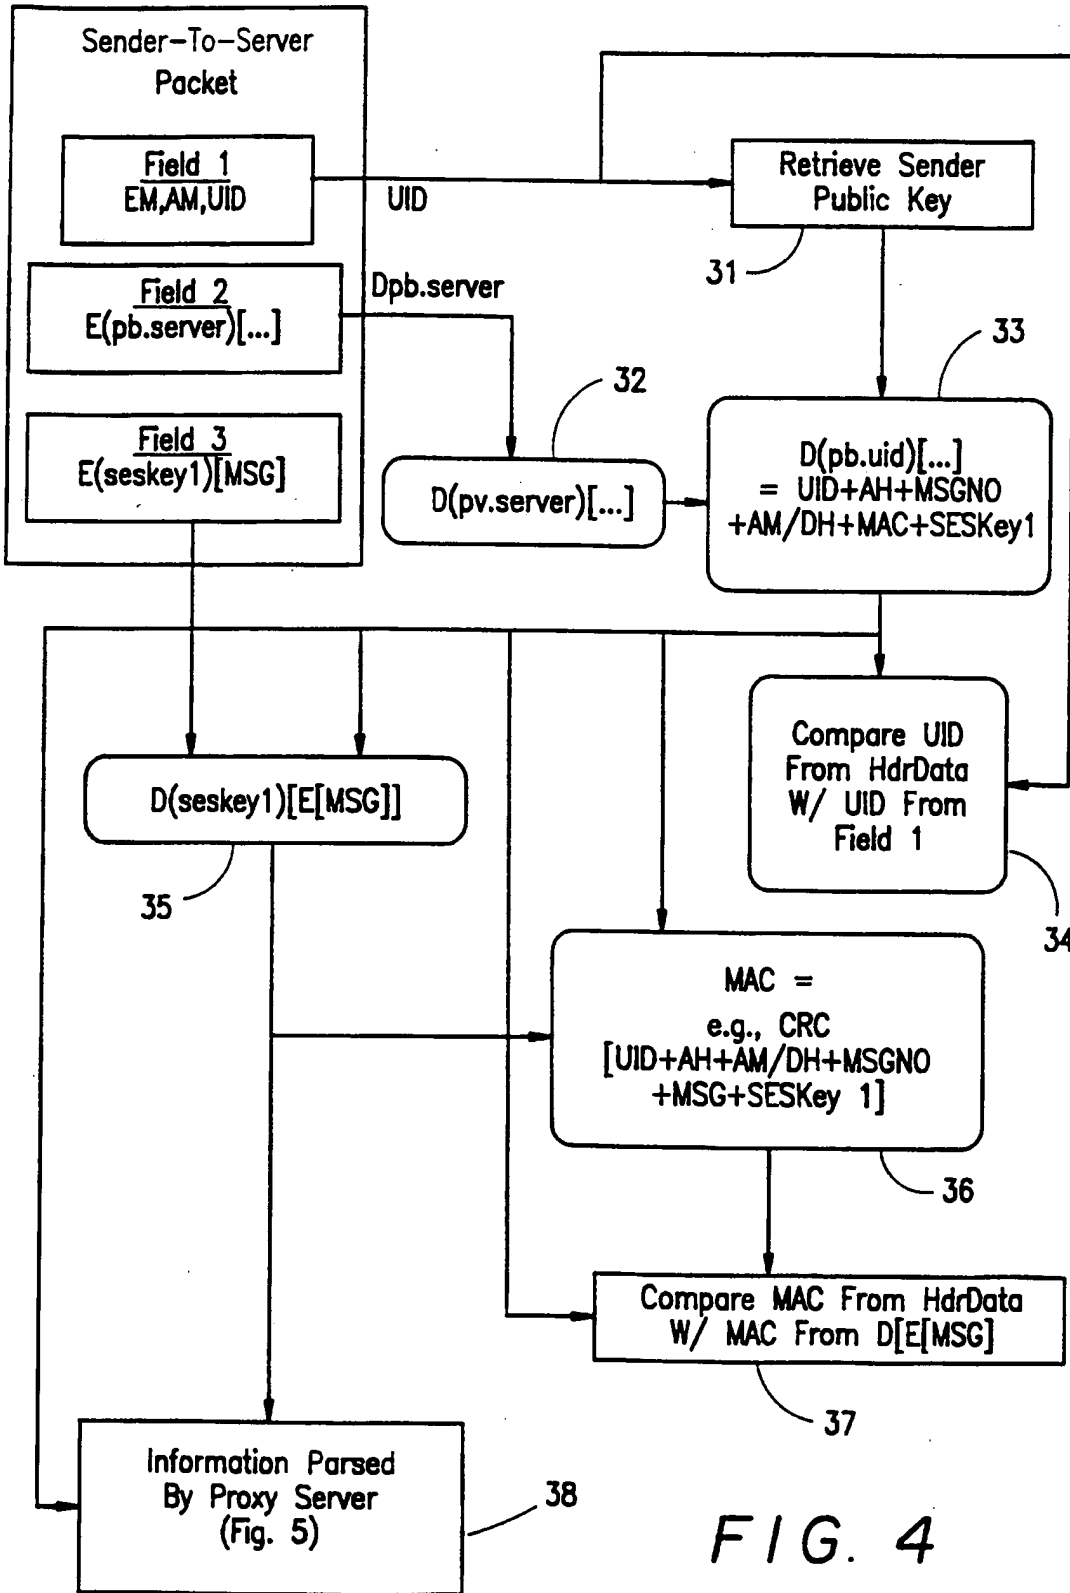 Sender-To-Server
Packet
Field 1
EM,AM,UID
UID
Retrieve Sender
Public Key
31
Field 2
E(pb.server)[...]
Dpb.server
33
32
Field 3
E(seskey1)[MSG]
D(pv.server)[...]
D(pb.uid)[...]
= UID+AH+MSGNO
+AM/DH+MAC+SESKey1
Compare UID
From HdrData
W/ UID From
Field 1
34
D(seskey1)[E[MSG]]
35
MAC =
e.g., CRC
[UID+AH+AM/DH+MSGNO
+MSG+SESKey 1]
36
Compare MAC From HdrData
W/ MAC From D[E[MSG]
37
Information Parsed
By Proxy Server
(Fig. 5)
38
FIG. 4